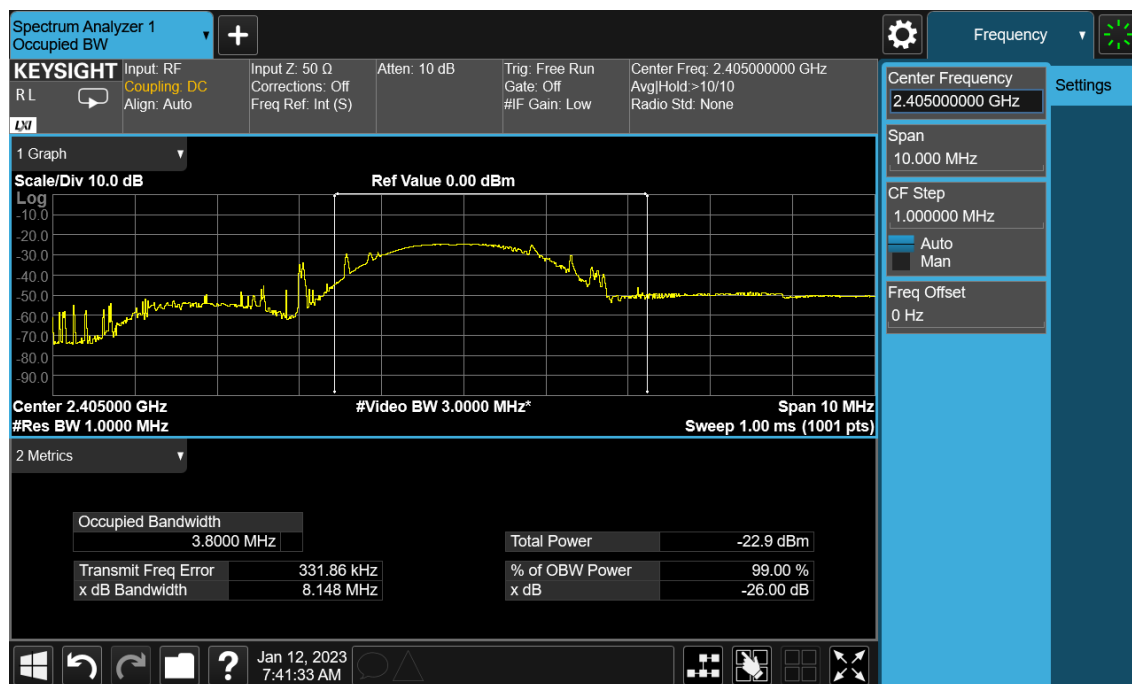 Spectrum Analyzer 1
Occupied BW
+
Frequency
KEYSIGHT
R L
LXI
Input: RF
Coupling: DC
Align: Auto
Input Z: 50 Ω
Corrections: Off
Freq Ref: Int (S)
Atten: 10 dB
Trig: Free Run
Gate: Off
#IF Gain: Low
Center Freq: 2.405000000 GHz
Avg|Hold:>10/10
Radio Std: None
Center Frequency
2.405000000 GHz
Settings
Span
10.000 MHz
CF Step
1.000000 MHz
Auto
Man
Freq Offset
0 Hz
1 Graph
Scale/Div 10.0 dB
Ref Value 0.00 dBm
Log
-10.0
-20.0
-30.0
-40.0
-50.0
-60.0
-70.0
-80.0
-90.0
Center 2.405000 GHz
#Video BW 3.0000 MHz*
Span 10 MHz
#Res BW 1.0000 MHz
Sweep 1.00 ms (1001 pts)
2 Metrics
Occupied Bandwidth
3.8000 MHz
Total Power -22.9 dBm
Transmit Freq Error 331.86 kHz
% of OBW Power 99.00 %
x dB Bandwidth 8.148 MHz
x dB -26.00 dB
?
Jan 12, 2023
7:41:33 AM